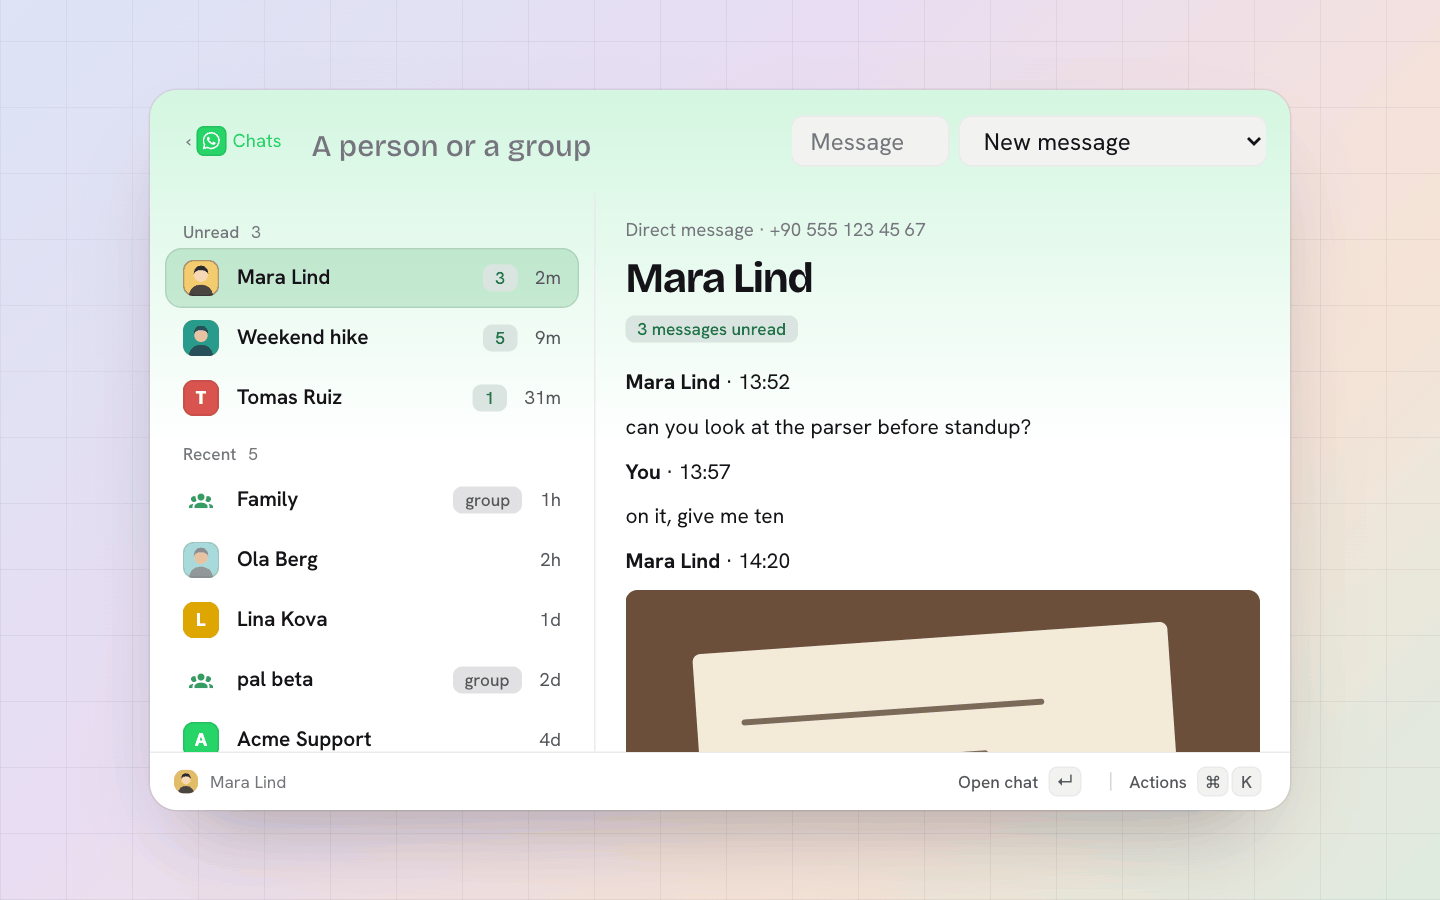 ‹ Chats A person or a group Message New message
Unread 3
Mara Lind 3 2m
Weekend hike 5 9m
T Tomas Ruiz 1 31m
Recent 5
Family group 1h
Ola Berg 2h
L Lina Kova 1d
pal beta group 2d
A Acme Support 4d
Direct message · +90 555 123 45 67
Mara Lind
3 messages unread
Mara Lind · 13:52
can you look at the parser before standup?
You · 13:57
on it, give me ten
Mara Lind · 14:20
Mara Lind Open chat ↵ Actions ⌘ K